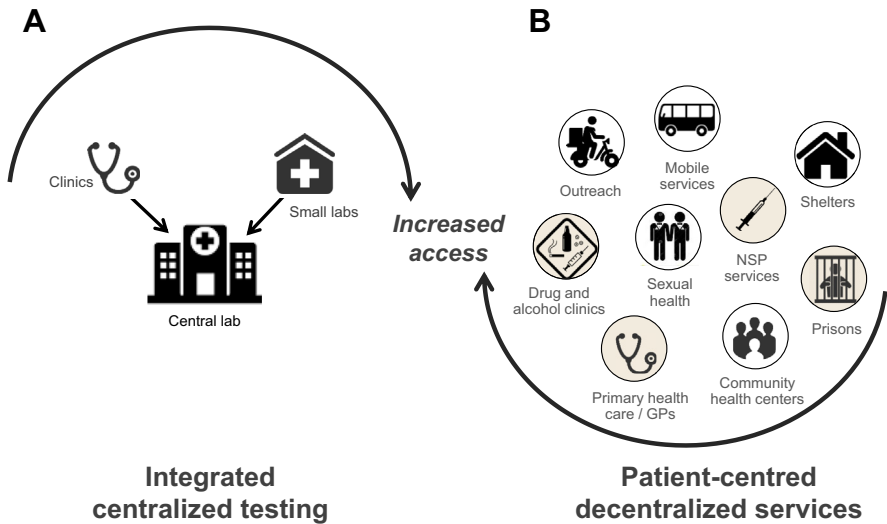 A
Clinics
Small labs
Central lab
Integrated
centralized testing
Increased
access
B
Outreach
Mobile
services
Shelters
Drug and
alcohol clinics
Sexual
health
NSP
services
Prisons
Primary health
care / GPs
Community
health centers
Patient-centred
decentralized services